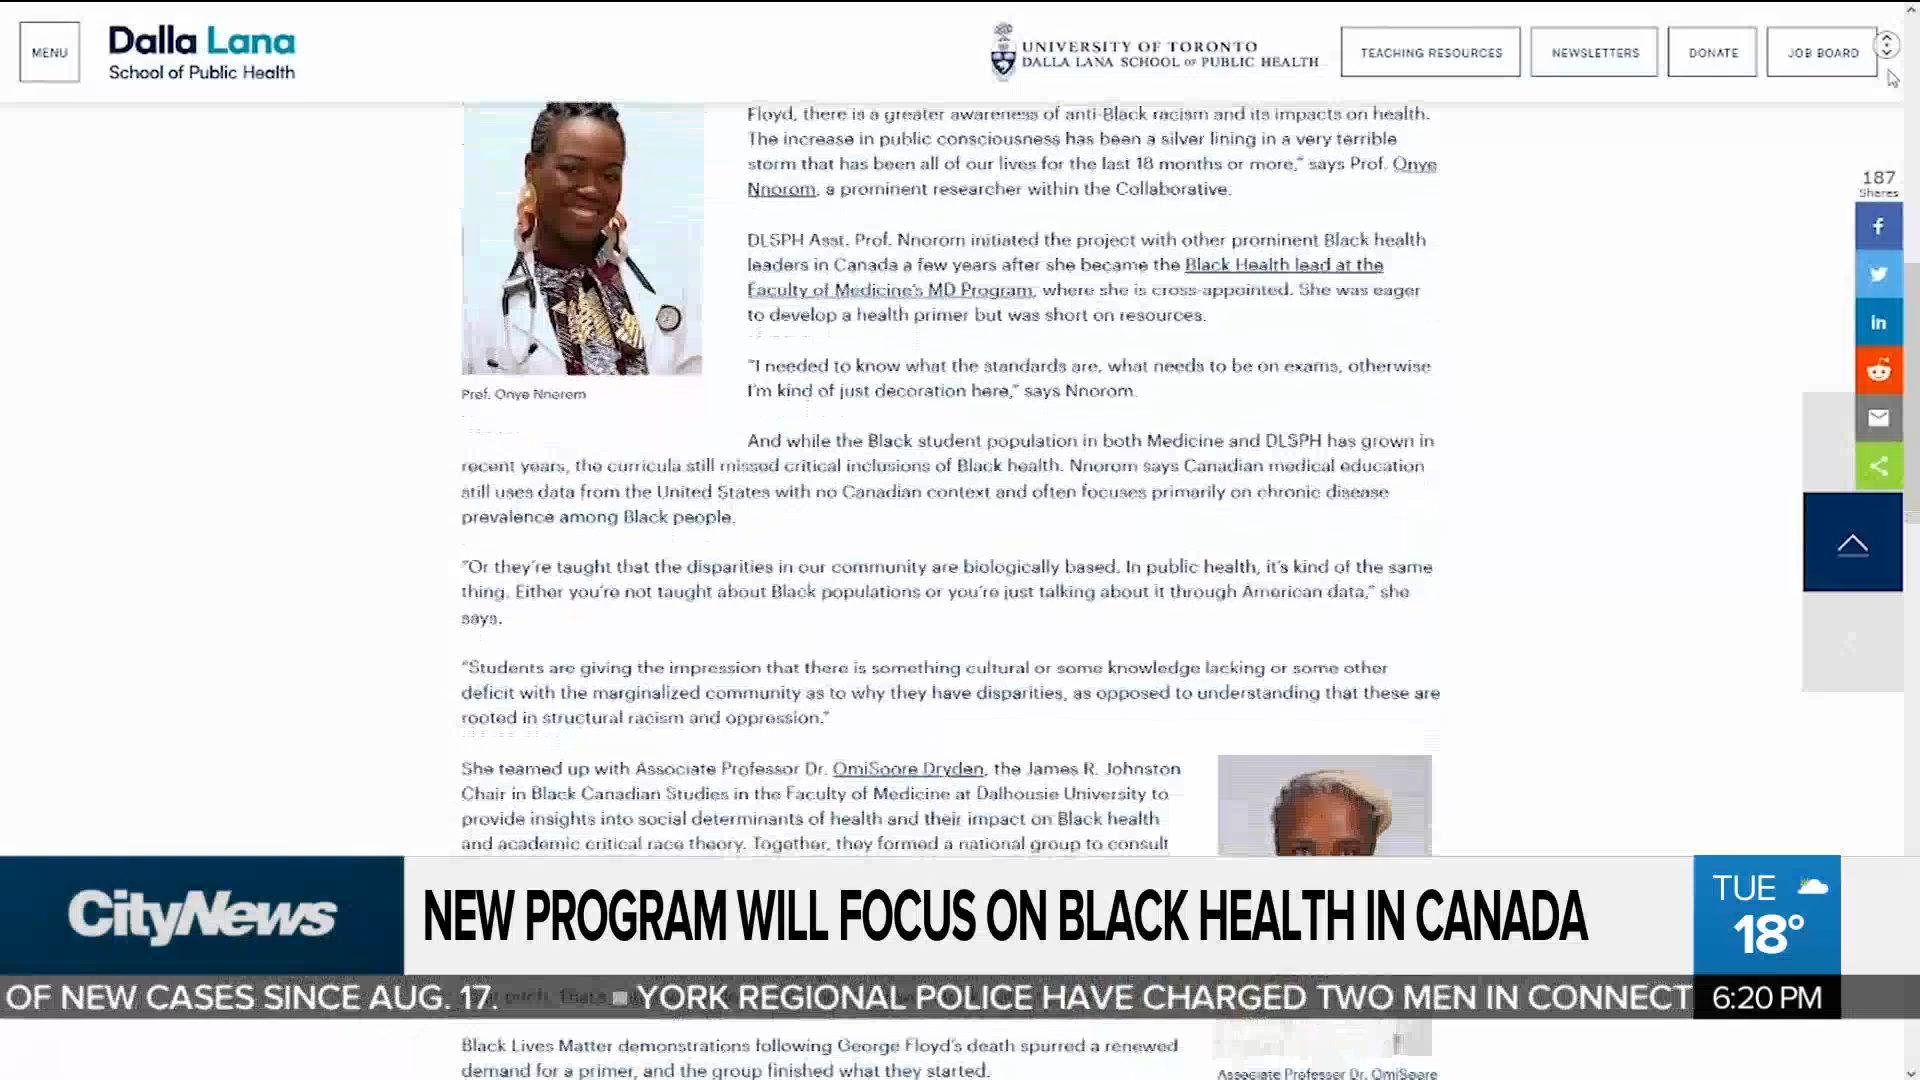 MENU
Dalla Lana
School of Public Health
UNIVERSITY OF TORONTO
DALLA LANA SCHOOL OF PUBLIC HEALTH
TEACHING RESOURCES
NEWSLETTERS
DONATE
JOB BOARD
Floyd, there is a greater awareness of anti-Black racism and its impacts on health.
The increase in public consciousness has been a silver lining in a very terrible
storm that has been all of our lives for the last 18 months or more," says Prof. Onye
Nnorom, a prominent researcher within the Collaborative.
187
Shares
DLSPH Asst. Prof. Nnorom initiated the project with other prominent Black health
leaders in Canada a few years after she became the Black Health lead at the
Faculty of Medicine's MD Program, where she is cross-appointed. She was eager
to develop a health primer but was short on resources.
"I needed to know what the standards are, what needs to be on exams, otherwise
I'm kind of just decoration here," says Nnorom.
Prof. Onye Nnorom
And while the Black student population in both Medicine and DLSPH has grown in
recent years, the curricula still missed critical inclusions of Black health. Nnorom says Canadian medical education
still uses data from the United States with no Canadian context and often focuses primarily on chronic disease
prevalence among Black people.
"Or they're taught that the disparities in our community are biologically based. In public health, it's kind of the same
thing. Either you're not taught about Black populations or you're just talking about it through American data," she
says.
"Students are giving the impression that there is something cultural or some knowledge lacking or some other
deficit with the marginalized community as to why they have disparities, as opposed to understanding that these are
rooted in structural racism and oppression."
She teamed up with Associate Professor Dr. OmiSoore Dryden, the James R. Johnston
Chair in Black Canadian Studies in the Faculty of Medicine at Dalhousie University to
provide insights into social determinants of health and their impact on Black health
and academic critical race theory. Together, they formed a national group to consult
CityNews
NEW PROGRAM WILL FOCUS ON BLACK HEALTH IN CANADA
TUE
18°
OF NEW CASES SINCE AUG. 17. YORK REGIONAL POLICE HAVE CHARGED TWO MEN IN CONNECT
6:20 PM
Black Lives Matter demonstrations following George Floyd's death spurred a renewed
demand for a primer, and the group finished what they started.
Associate Professor Dr. OmiSoore